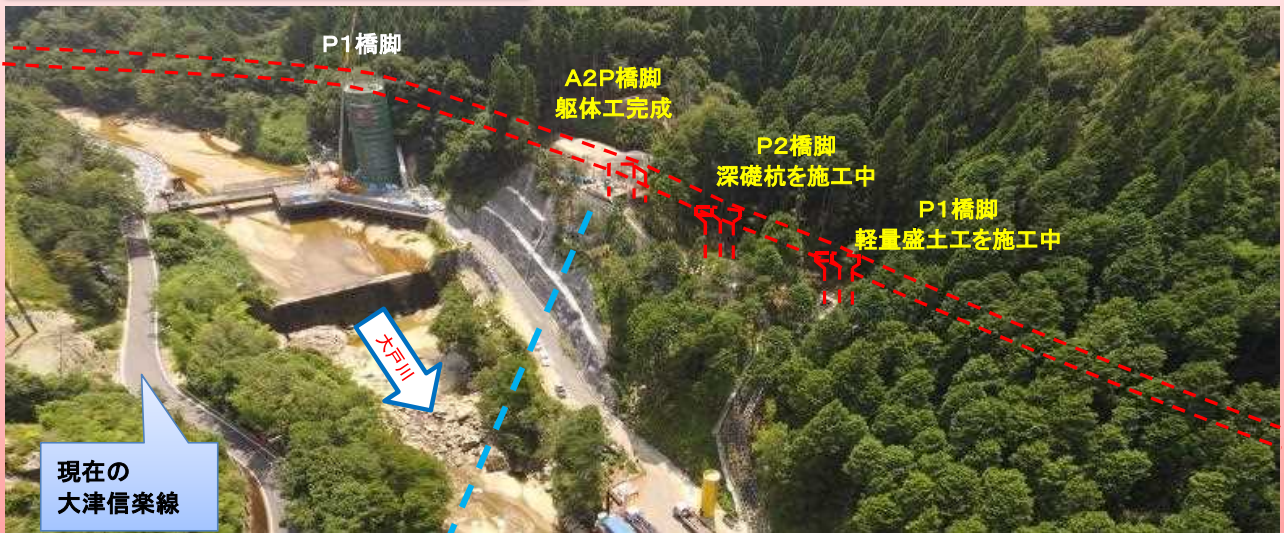 P1橋脚
A2P橋脚
躯体工完成
P2橋脚
深礎杭を施工中
P1橋脚
軽量盛土工を施工中
大戸川
現在の
大津信楽線